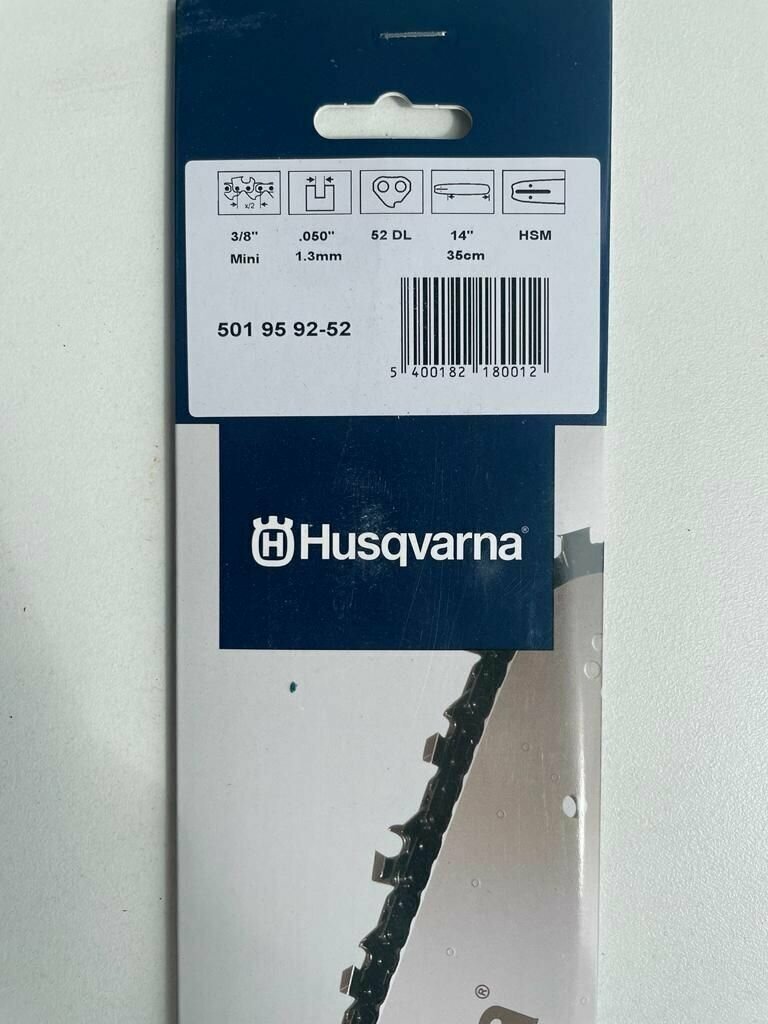 x/2
3/8" .050" 52 DL 14" HSM
Mini 1.3mm 35cm
501 95 92-52
5 400182 180012
H Husqvarna®
®